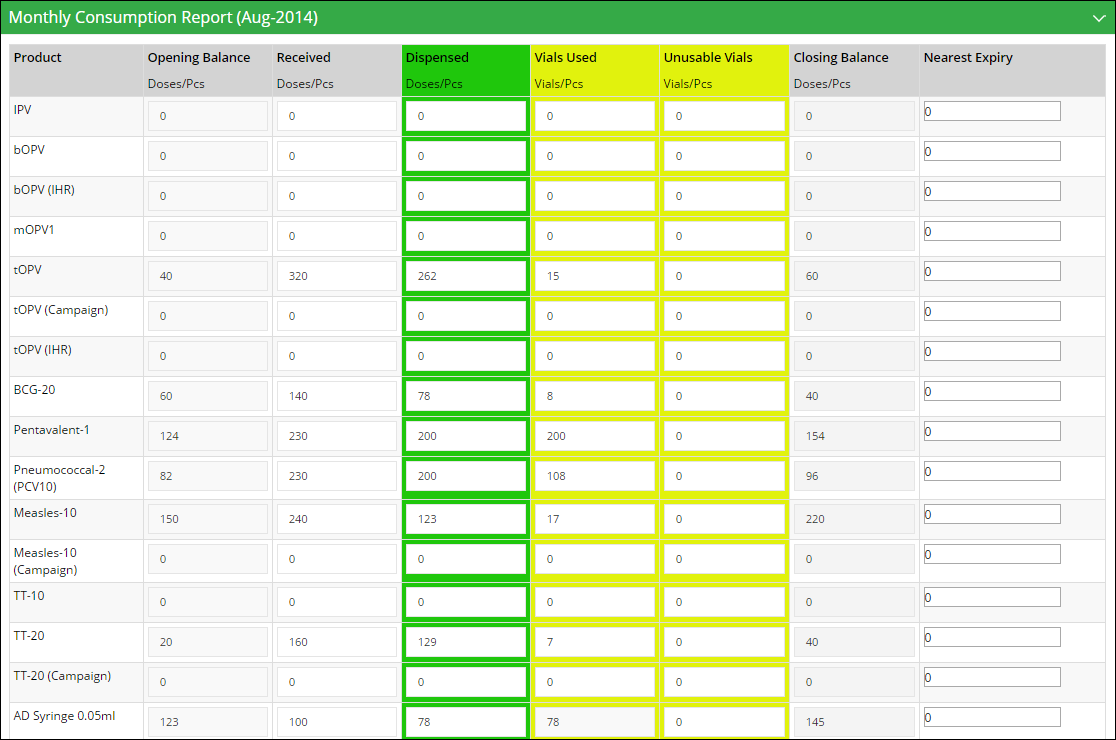 Monthly Consumption Report (Aug-2014)
Product Opening Balance Received Dispensed Vials Used Unusable Vials Closing Balance Nearest Expiry
Doses/Pcs Doses/Pcs Doses/Pcs Vials/Pcs Vials/Pcs Doses/Pcs
IPV 0 0 0 0 0 0 0
bOPV 0 0 0 0 0 0 0
bOPV (IHR) 0 0 0 0 0 0 0
mOPV1 0 0 0 0 0 0 0
tOPV 40 320 262 15 0 60 0
tOPV (Campaign) 0 0 0 0 0 0 0
tOPV (IHR) 0 0 0 0 0 0 0
BCG-20 60 140 78 8 0 40 0
Pentavalent-1 124 230 200 200 0 154 0
Pneumococcal-2 82 230 200 108 0 96 0
(PCV10)
Measles-10 150 240 123 17 0 220 0
Measles-10 0 0 0 0 0 0 0
(Campaign)
TT-10 0 0 0 0 0 0 0
TT-20 20 160 129 7 0 40 0
TT-20 (Campaign) 0 0 0 0 0 0 0
AD Syringe 0.05ml 123 100 78 78 0 145 0